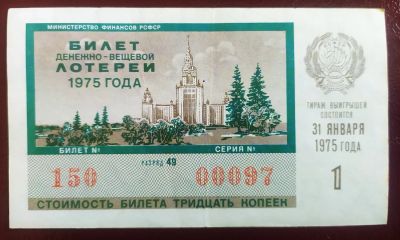 МИНИСТЕРСТВО ФИНАНСОВ РСФСР
БИЛЕТ
ДЕНЕЖНО-ВЕЩЕВОЙ
ЛОТЕРЕИ
1975 ГОДА
ТИРАЖ ВЫИГРЫШЕЙ
СОСТОИТСЯ
31 ЯНВАРЯ
1975 ГОДА
БИЛЕТ № СЕРИЯ №
РАЗРЯД 49
150 00097
1
СТОИМОСТЬ БИЛЕТА ТРИДЦАТЬ КОПЕЕК